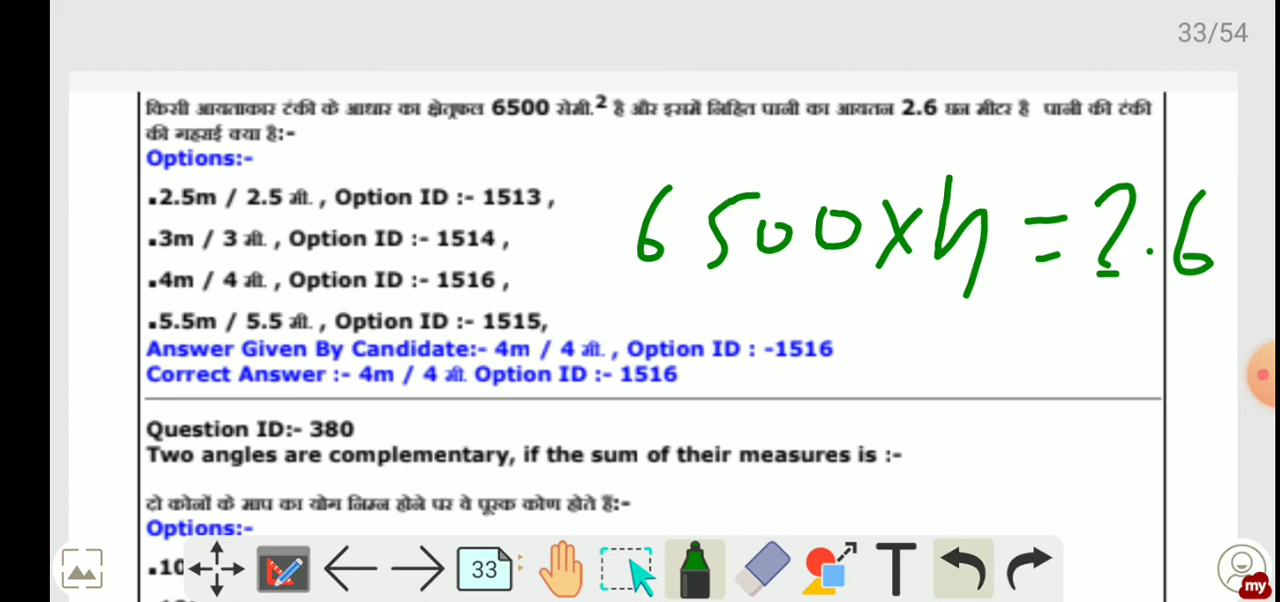 33/54
किसी आयताकार टंकी के आधार का क्षेत्रफल 6500 सेमी.² है और इसमें निहित पानी का आयतन 2.6 घन मीटर है पानी की टंकी
की गहराई क्या है:-
Options:-
.2.5m / 2.5 मी. , Option ID :- 1513 ,
.3m / 3 मी. , Option ID :- 1514 ,
.4m / 4 मी. , Option ID :- 1516 ,
.5.5m / 5.5 मी. , Option ID :- 1515,
6500×h = 2.6
Answer Given By Candidate:- 4m / 4 मी. , Option ID : -1516
Correct Answer :- 4m / 4 मी. Option ID :- 1516
Question ID:- 380
Two angles are complementary, if the sum of their measures is :-
दो कोनों के माप का योग निम्न होने पर वे पूरक कोण होते हैं:-
Options:-
.10
33
T
my